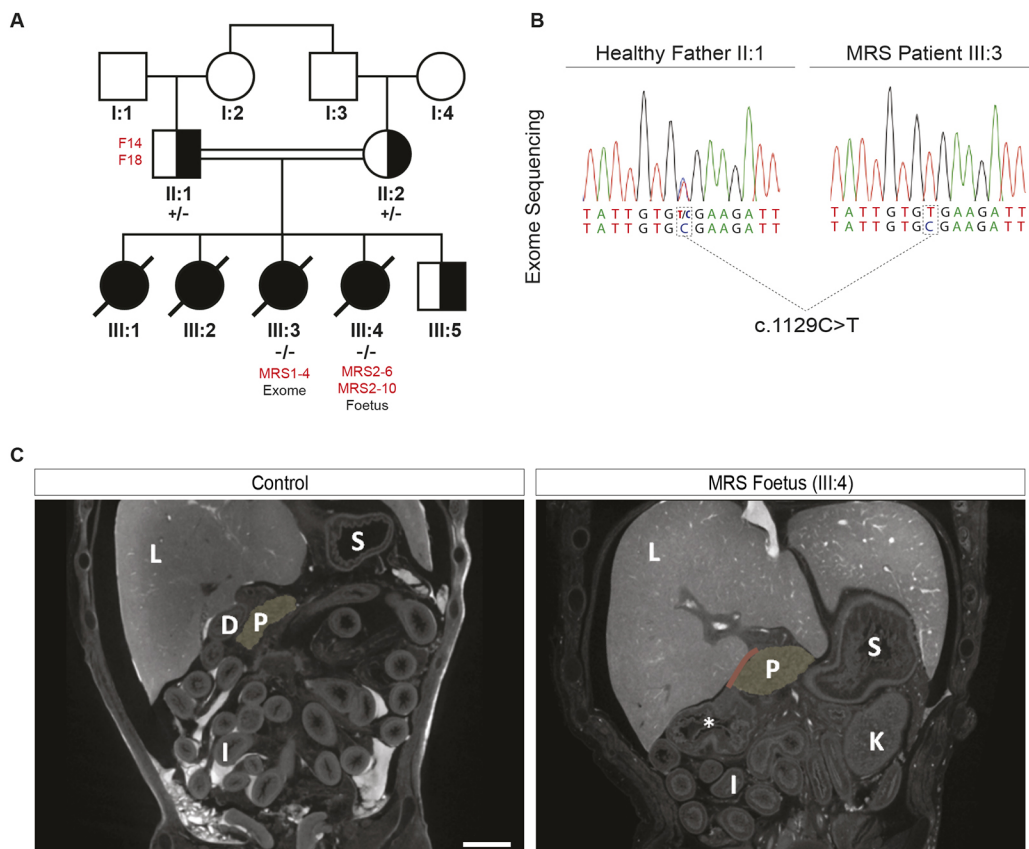 A
I:1
I:2
I:3
I:4
F14
F18
II:1
+/-
II:2
+/-
III:1
III:2
III:3
-/-
MRS1-4
Exome
III:4
-/-
MRS2-6
MRS2-10
Foetus
III:5
B
Healthy Father II:1
MRS Patient III:3
Exome Sequencing
T A T T G T G T/C G A A G A T T
T A T T G T G C G A A G A T T
T A T T G T G T G A A G A T T
T A T T G T G C G A A G A T T
c.1129C>T
C
Control
MRS Foetus (III:4)
L
S
D
P
I
L
S
P
*
K
I